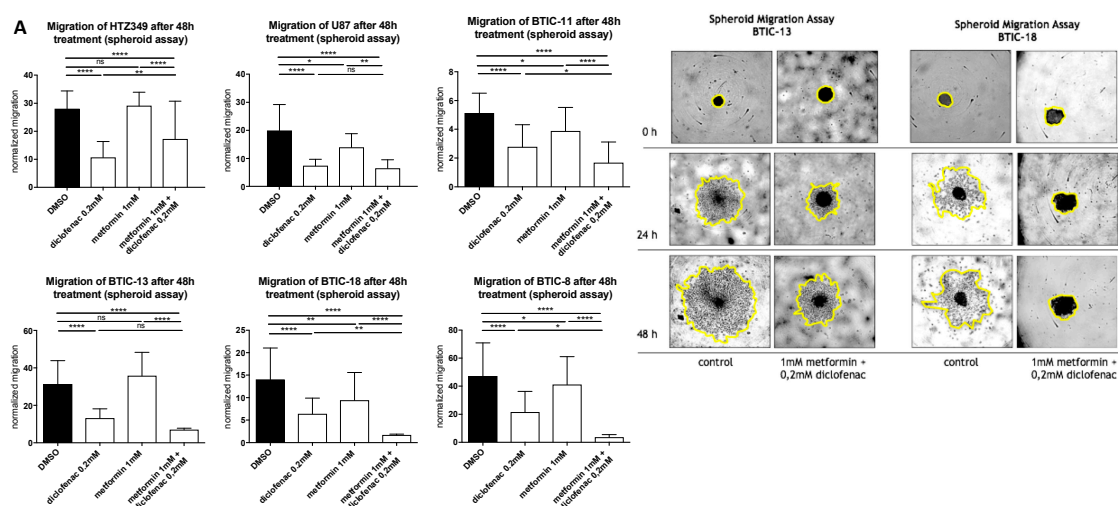 A
Migration of HTZ349 after 48h
treatment (spheroid assay)
****
ns
****
****
**
normalized migration
50
40
30
20
10
0
DMSO
diclofenac 0.2mM
metformin 1mM
metformin 1mM +
diclofenac 0,2mM
Migration of U87 after 48h
treatment (spheroid assay)
****
*
**
****
ns
normalized migration
40
30
20
10
0
DMSO
diclofenac 0.2mM
metformin 1mM
metformin 1mM +
diclofenac 0,2mM
Migration of BTIC-11 after 48h
treatment (spheroid assay)
****
*
****
****
*
normalized migration
8
6
4
2
0
DMSO
diclofenac 0.2mM
metformin 1mM
metformin 1mM +
diclofenac 0,2mM
Migration of BTIC-13 after 48h
treatment (spheroid assay)
****
ns
****
****
ns
normalized migration
60
40
20
0
DMSO
diclofenac 0,2mM
metformin 1mM
metformin 1mM +
diclofenac 0,2mM
Migration of BTIC-18 after 48h
treatment (spheroid assay)
****
**
****
****
**
normalized migration
25
20
15
10
5
0
DMSO
diclofenac 0.2mM
metformin 1mM
metformin 1mM +
diclofenac 0,2mM
Migration of BTIC-8 after 48h
treatment (spheroid assay)
****
*
****
****
*
normalized migration
80
60
40
20
0
DMSO
diclofenac 0.2mM
metformin 1mM
metformin 1mM +
diclofenac 0,2mM
Spheroid Migration Assay
BTIC-13
Spheroid Migration Assay
BTIC-18
0 h
24 h
48 h
control
1mM metformin +
0,2mM diclofenac
control
1mM metformin +
0,2mM diclofenac